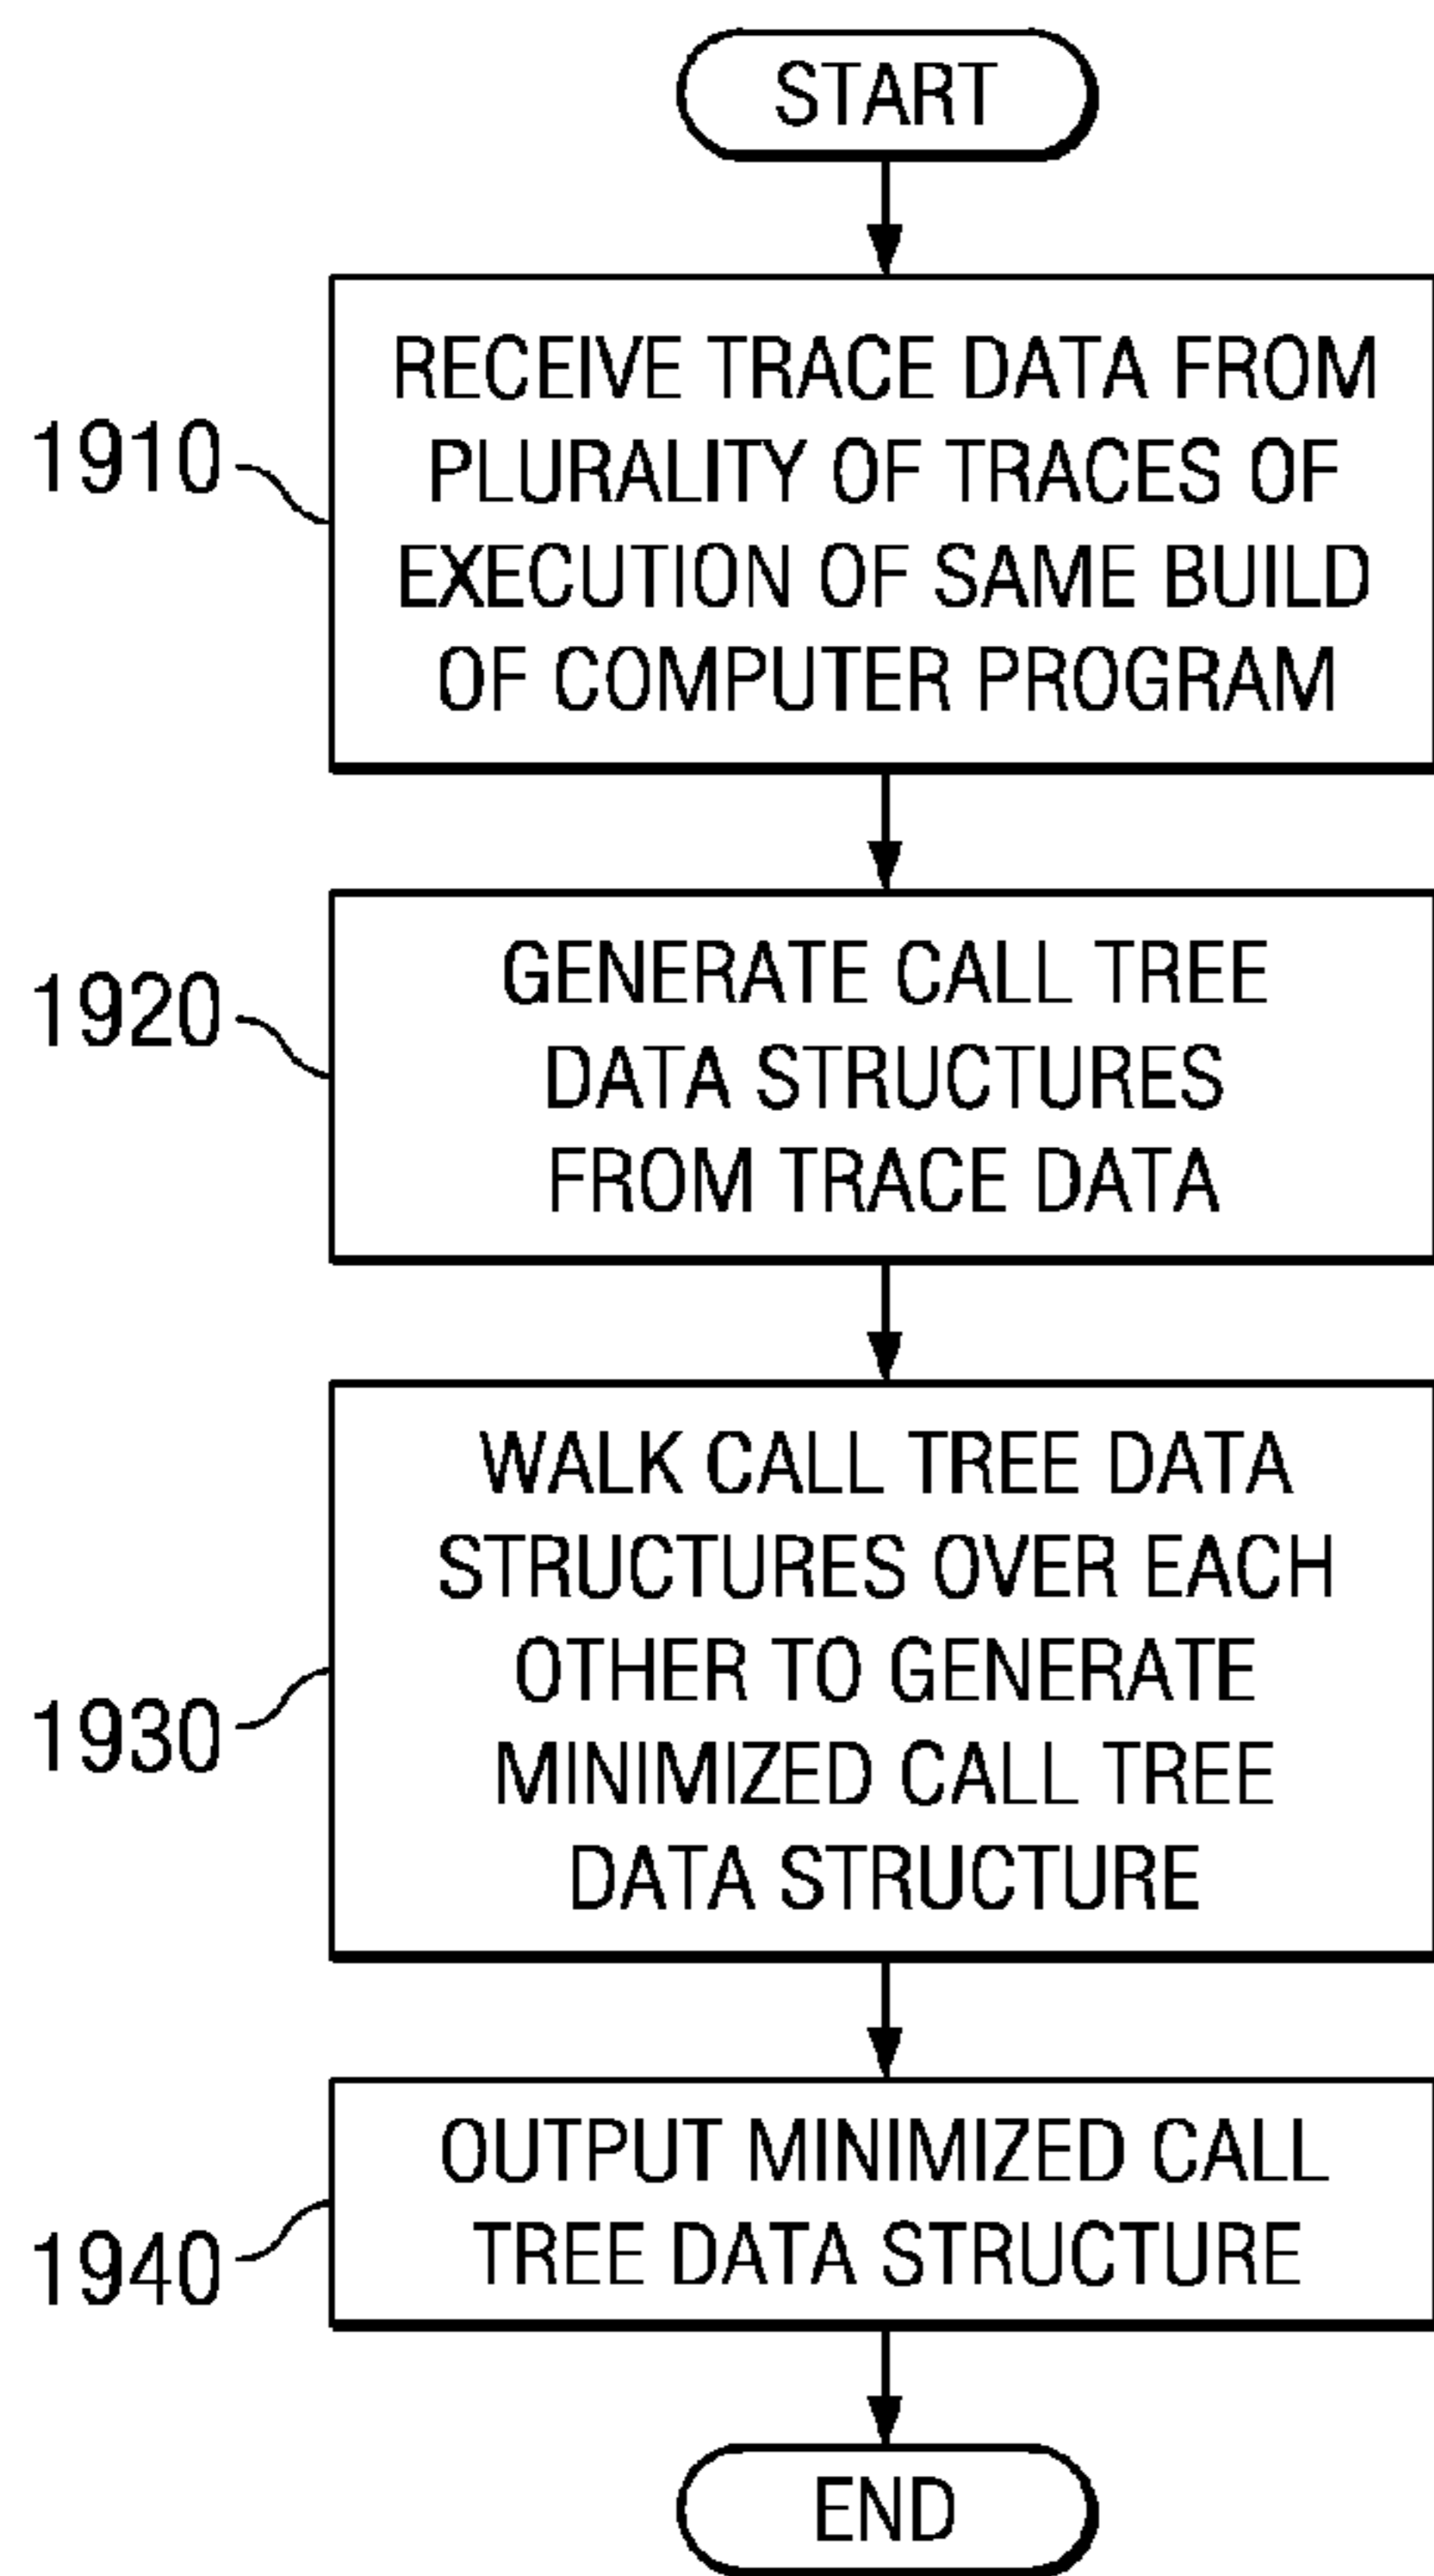 START
1910
RECEIVE TRACE DATA FROM
PLURALITY OF TRACES OF
EXECUTION OF SAME BUILD
OF COMPUTER PROGRAM
1920
GENERATE CALL TREE
DATA STRUCTURES
FROM TRACE DATA
1930
WALK CALL TREE DATA
STRUCTURES OVER EACH
OTHER TO GENERATE
MINIMIZED CALL TREE
DATA STRUCTURE
1940
OUTPUT MINIMIZED CALL
TREE DATA STRUCTURE
END